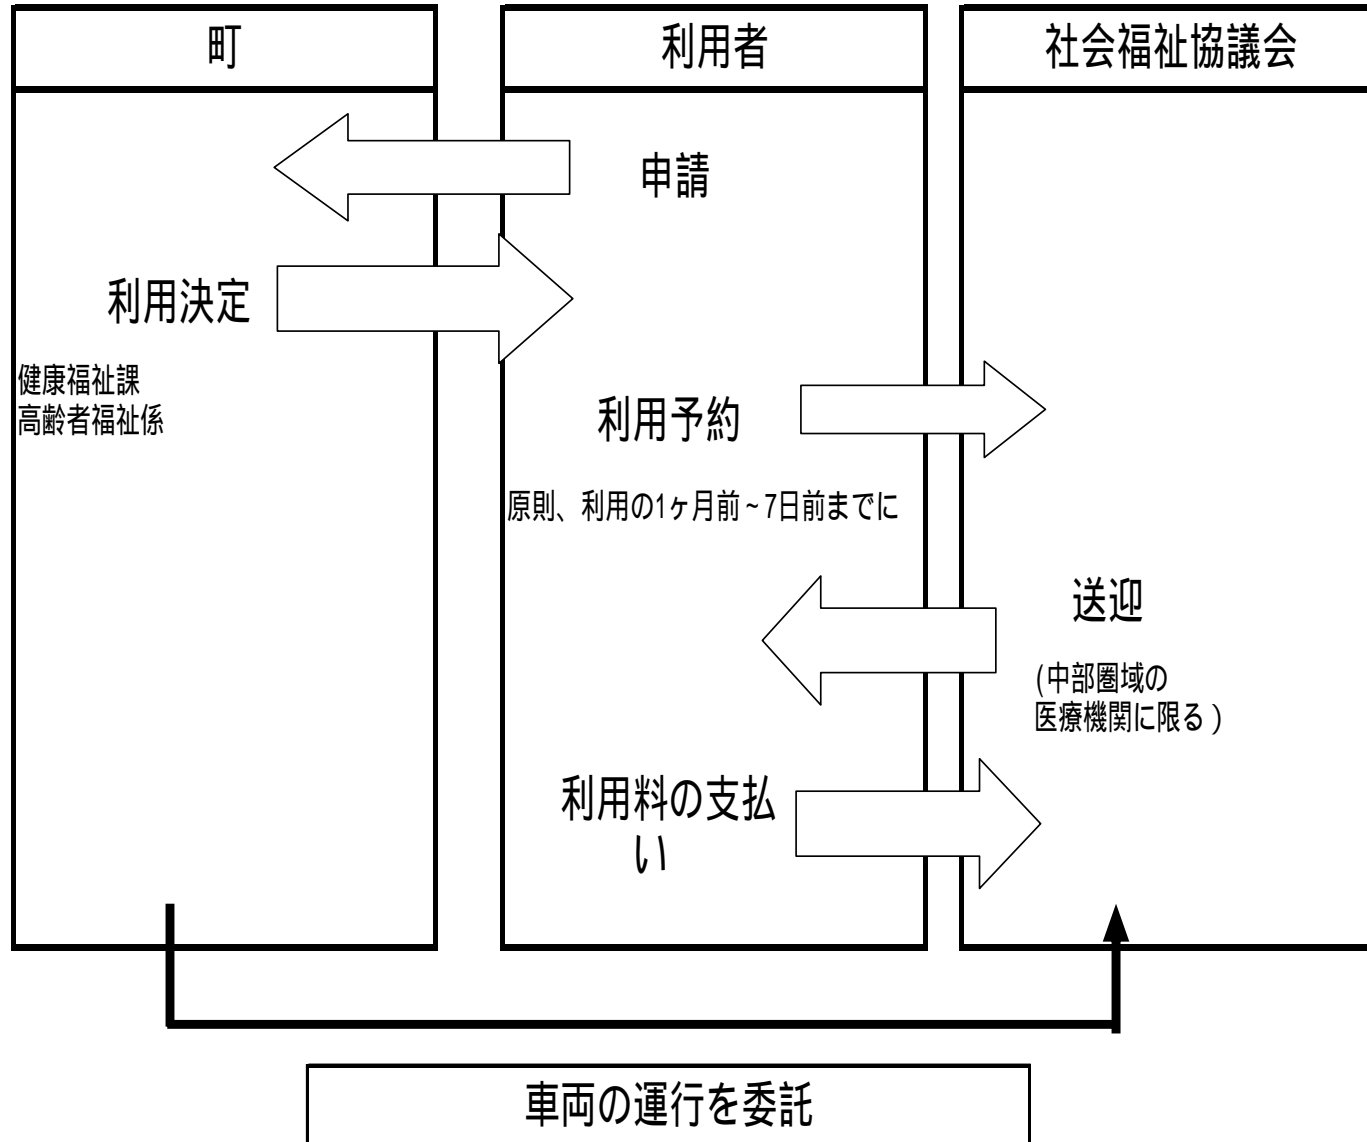 町
利用者
社会福祉協議会
申請
利用決定
健康福祉課
高齢者福祉係
利用予約
原則、利用の1ヶ月前~7日前までに
送迎
(中部圏域の
医療機関に限る)
利用料の支払
い
車両の運行を委託